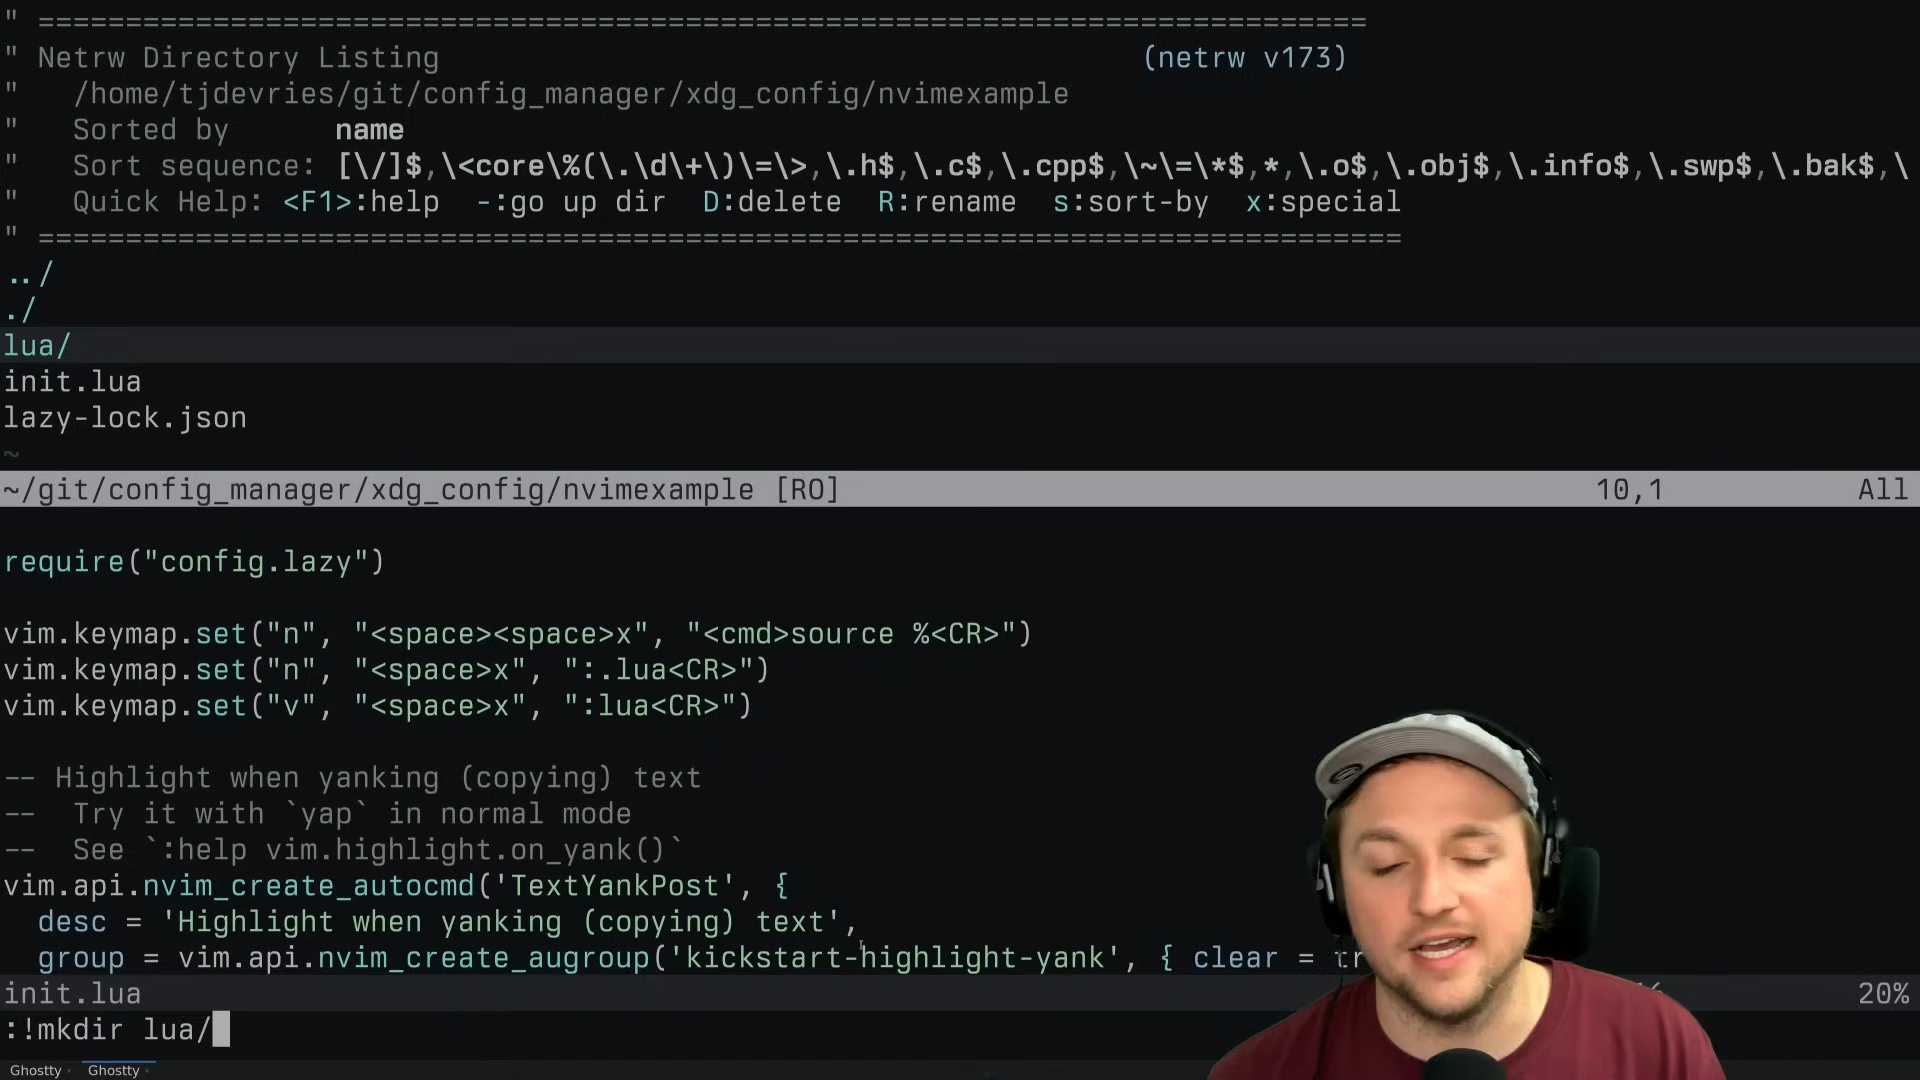 " ============================================================================
" Netrw Directory Listing (netrw v173)
" /home/tjdevries/git/config_manager/xdg_config/nvimexample
" Sorted by name
" Sort sequence: [\/]$,\<core\%(\.\d\+\)\=\>,\.h$,\.c$,\.cpp$,\~\=\*$,*,\.o$,\.obj$,\.info$,\.swp$,\.bak$,\
" Quick Help: <F1>:help -:go up dir D:delete R:rename s:sort-by x:special
" ==============================================================================
../
./
lua/
init.lua
lazy-lock.json
~
~/git/config_manager/xdg_config/nvimexample [RO] 10,1 All
require("config.lazy")
vim.keymap.set("n", "<space><space>x", "<cmd>source %<CR>")
vim.keymap.set("n", "<space>x", ":.lua<CR>")
vim.keymap.set("v", "<space>x", ":lua<CR>")
-- Highlight when yanking (copying) text
-- Try it with `yap` in normal mode
-- See `:help vim.highlight.on_yank()`
vim.api.nvim_create_autocmd('TextYankPost', {
desc = 'Highlight when yanking (copying) text',
group = vim.api.nvim_create_augroup('kickstart-highlight-yank', { clear = tr
init.lua 20%
:!mkdir lua/
Ghostty Ghostty